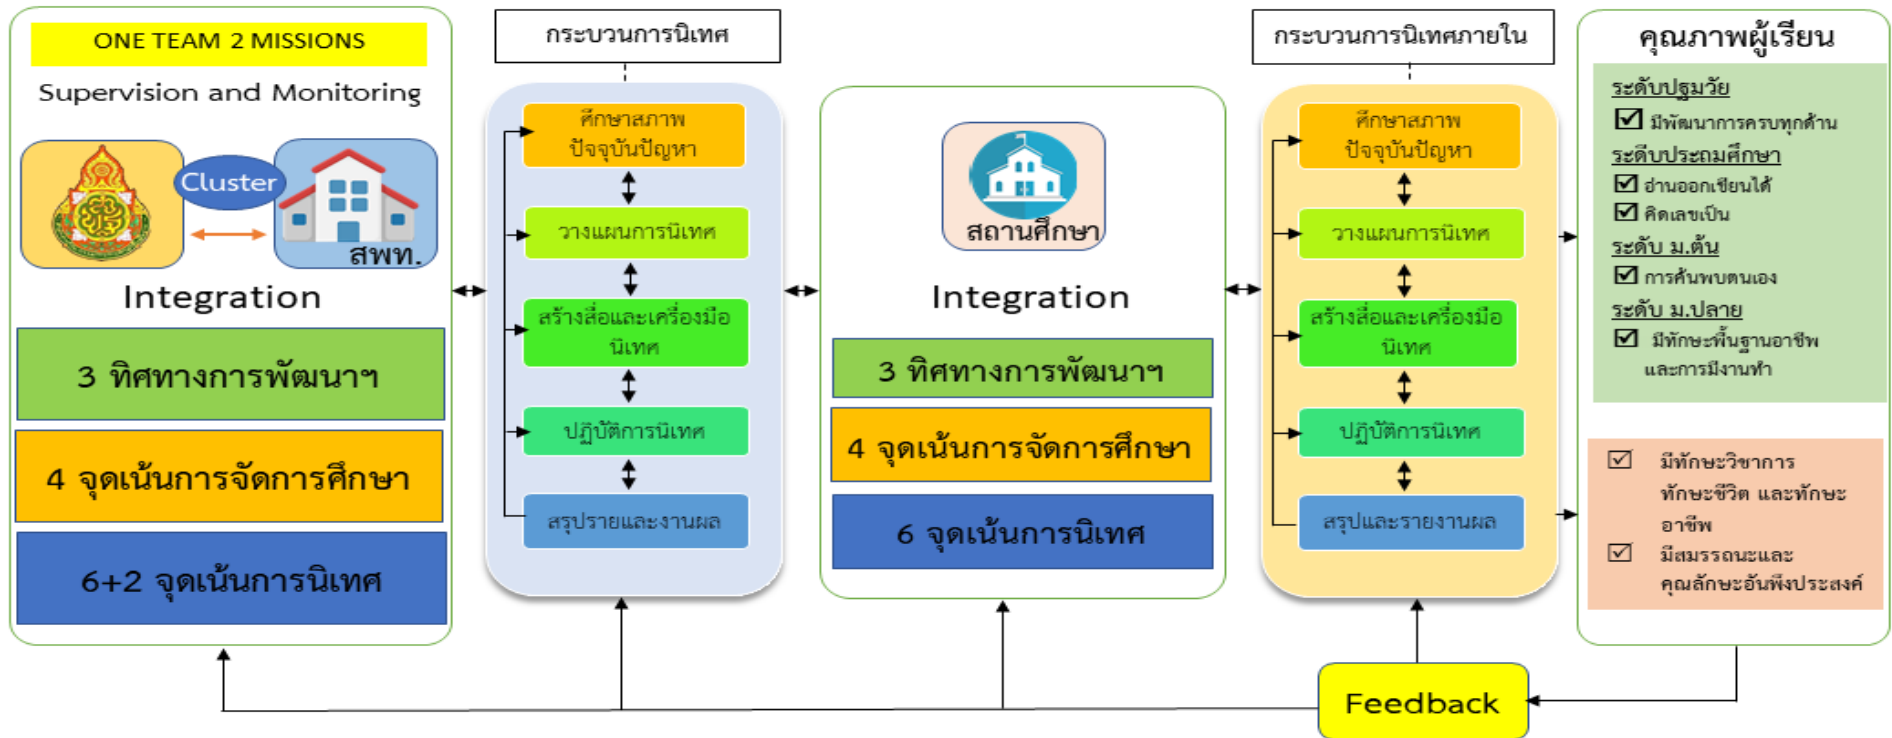 ONE TEAM 2 MISSIONS
Supervision and Monitoring
Cluster
สพท.
Integration
3 ทิศทางการพัฒนาฯ
4 จุดเน้นการจัดการศึกษา
6+2 จุดเน้นการนิเทศ
กระบวนการนิเทศ
ศึกษาสภาพ
ปัจจุบันปัญหา
วางแผนการนิเทศ
สร้างสื่อและเครื่องมือ
นิเทศ
ปฏิบัติการนิเทศ
สรุปรายและงานผล
สถานศึกษา
Integration
3 ทิศทางการพัฒนาฯ
4 จุดเน้นการจัดการศึกษา
6 จุดเน้นการนิเทศ
กระบวนการนิเทศภายใน
ศึกษาสภาพ
ปัจจุบันปัญหา
วางแผนการนิเทศ
สร้างสื่อและเครื่องมือ
นิเทศ
ปฏิบัติการนิเทศ
สรุปและรายงานผล
คุณภาพผู้เรียน
ระดับปฐมวัย
มีพัฒนาการครบทุกด้าน
ระดีบประถมศึกษา
อ่านออกเขียนได้
คิดเลขเป็น
ระดับ ม.ต้น
การค้นพบตนเอง
ระดับ ม.ปลาย
มีทักษะพื้นฐานอาชีพ
และการมีงานทำ
มีทักษะวิชาการ
ทักษะชีวิต และทักษะ
อาชีพ
มีสมรรถนะและ
คุณลักษะอันพึงประสงค์
Feedback